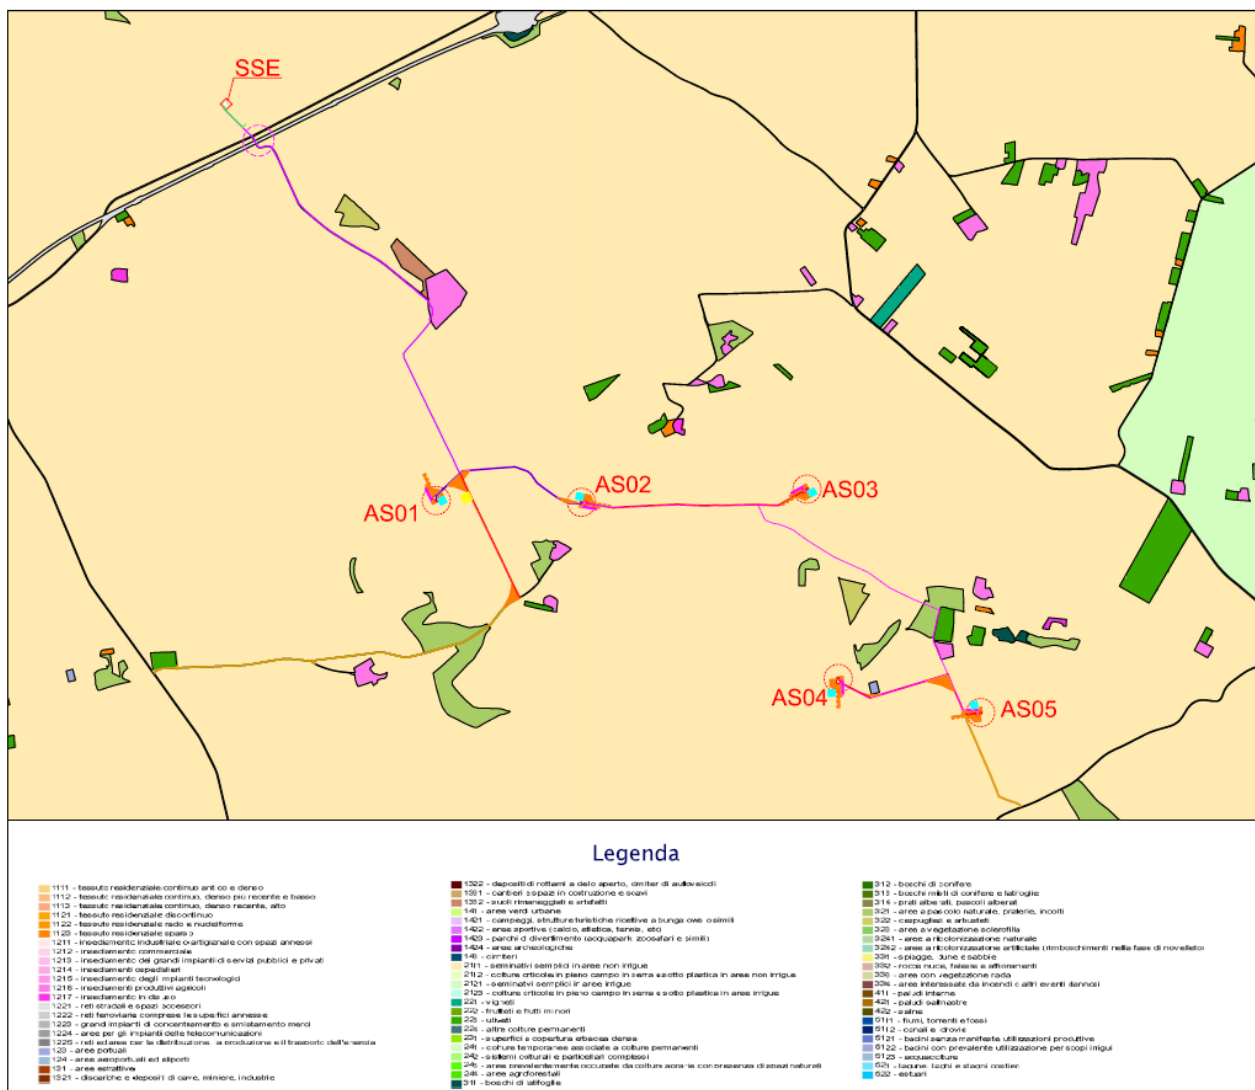 SSE
AS01
AS02
AS03
AS04
AS05
Legenda
1111 - tessuto residenziale continuo antico e denso
1112 - tessuto residenziale continuo, denso più recente e basso
1113 - tessuto residenziale continuo, denso recente, alto
1121 - tessuto residenziale discontinuo
1122 - tessuto residenziale rado e nucleiforme
1123 - tessuto residenziale sparso
1211 - insediamento industriale o artigianale con spazi annessi
1212 - insediamento commerciale
1213 - insediamento dei grandi impianti di servizi pubblici e privati
1214 - insediamenti ospedalieri
1215 - insediamento degli impianti tecnologici
1216 - insediamenti produttivi agricoli
1217 - insediamento in disuso
1221 - reti stradali e spazi accessori
1222 - reti ferroviarie comprese le superfici annesse
1223 - grandi impianti di concentramento e smistamento merci
1224 - aree per gli impianti delle telecomunicazioni
1225 - reti ed aree per la distribuzione, la produzione e il trasporto dell'energia
123 - aree portuali
124 - aree aeroportuali ed eliporti
131 - aree estrattive
1321 - discariche e depositi di cave, miniere, industrie
1322 - depositi di rottami a cielo aperto, cimiteri di autoveicoli
1331 - cantieri e spazi in costruzione e scavi
1332 - suoli rimaneggiati e artefatti
141 - aree verdi urbane
1421 - campeggi, strutture turistiche ricettive a bungalows o simili
1422 - aree sportive (calcio, atletica, tennis, etc)
1423 - parchi di divertimento (acquapark, zoosafari e simili)
1424 - aree archeologiche
143 - cimiteri
2111 - seminativi semplici in aree non irrigue
2112 - colture orticole in pieno campo in serra e sotto plastica in aree non irrigue
2121 - seminativi semplici in aree irrigue
2123 - colture orticole in pieno campo in serra e sotto plastica in aree irrigue
221 - vigneti
222 - frutteti e frutti minori
223 - uliveti
224 - altre colture permanenti
231 - superfici a copertura erbacea densa
241 - colture temporanee associate a colture permanenti
242 - sistemi colturali e particellari complessi
243 - aree prevalentemente occupate da colture agrarie con presenza di spazi naturali
244 - aree agroforestali
311 - boschi di latifoglie
312 - boschi di conifere
313 - boschi misti di conifere e latifoglie
314 - prati alberati, pascoli alberati
321 - aree a pascolo naturale, praterie, incolti
322 - cespuglieti e arbusteti
323 - aree a vegetazione sclerofilla
3241 - aree a ricolonizzazione naturale
3242 - aree a ricolonizzazione artificiale (rimboschimenti nella fase di novelleto)
331 - spiagge, dune e sabbie
332 - rocce nude, falesie e affioramenti
333 - aree con vegetazione rada
334 - aree interessate da incendi o altri eventi dannosi
411 - paludi interne
421 - paludi salmastre
422 - saline
5111 - fiumi, torrenti e fossi
5112 - canali e idrovie
5121 - bacini senza manifeste utilizzazioni produttive
5122 - bacini con prevalente utilizzazione per scopi irrigui
5123 - acquacolture
521 - lagune, laghi e stagni costieri
522 - estuari